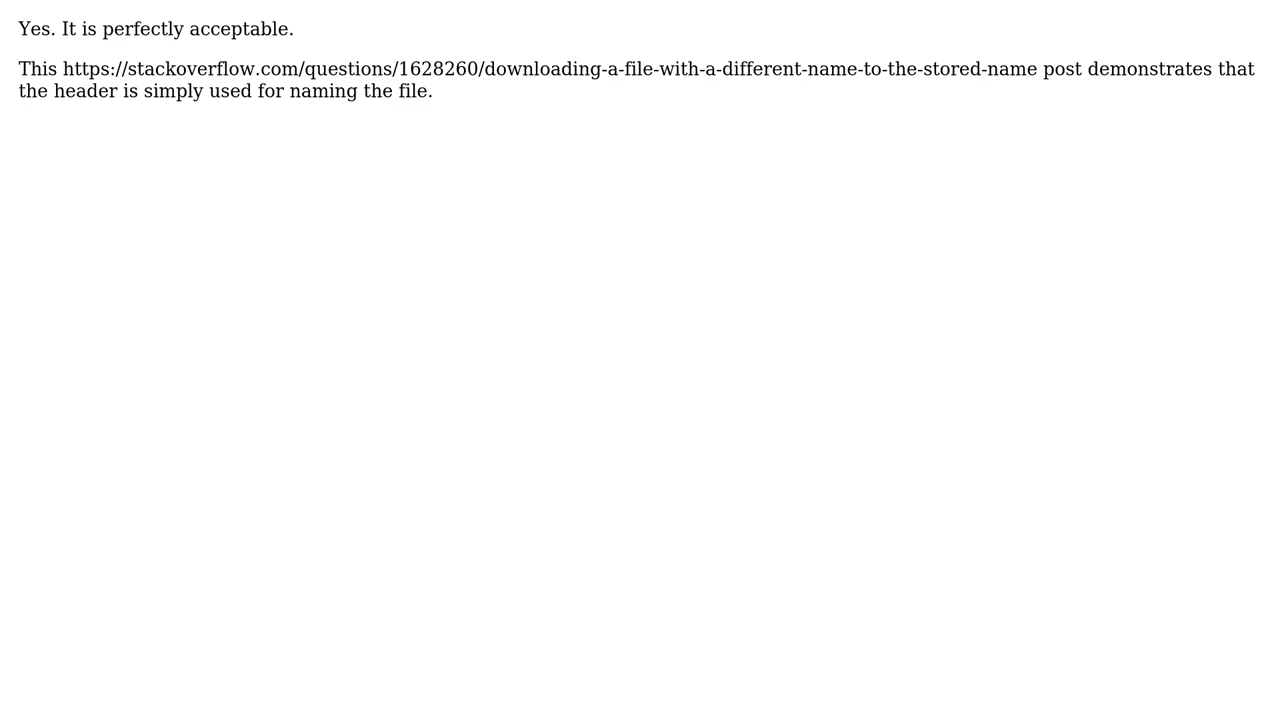 Yes. It is perfectly acceptable.
This https://stackoverflow.com/questions/1628260/downloading-a-file-with-a-different-name-to-the-stored-name post demonstrates that
the header is simply used for naming the file.